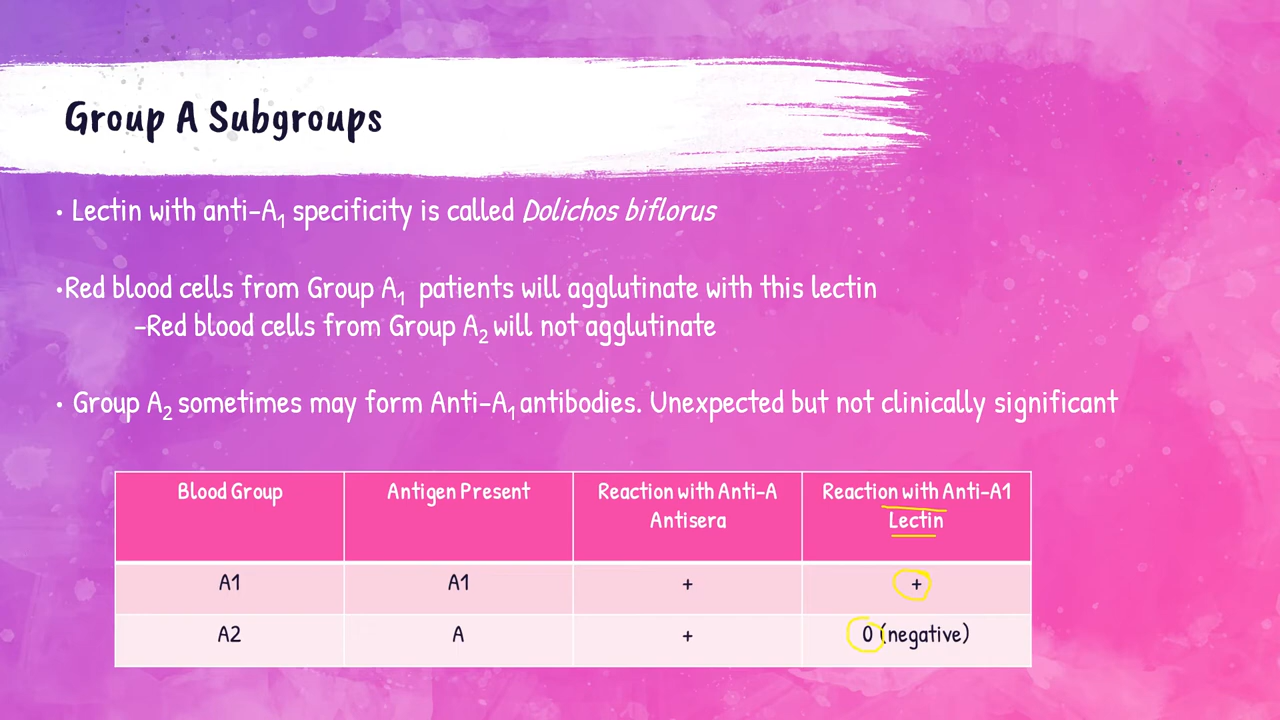 Group A Subgroups
• Lectin with anti-A₁ specificity is called Dolichos biflorus
•Red blood cells from Group A₁ patients will agglutinate with this lectin
-Red blood cells from Group A₂ will not agglutinate
• Group A₂ sometimes may form Anti-A₁ antibodies. Unexpected but not clinically significant
Blood Group Antigen Present Reaction with Anti-A Reaction with Anti-A1
Antisera Lectin
A1 A1 + +
A2 A + 0 (negative)